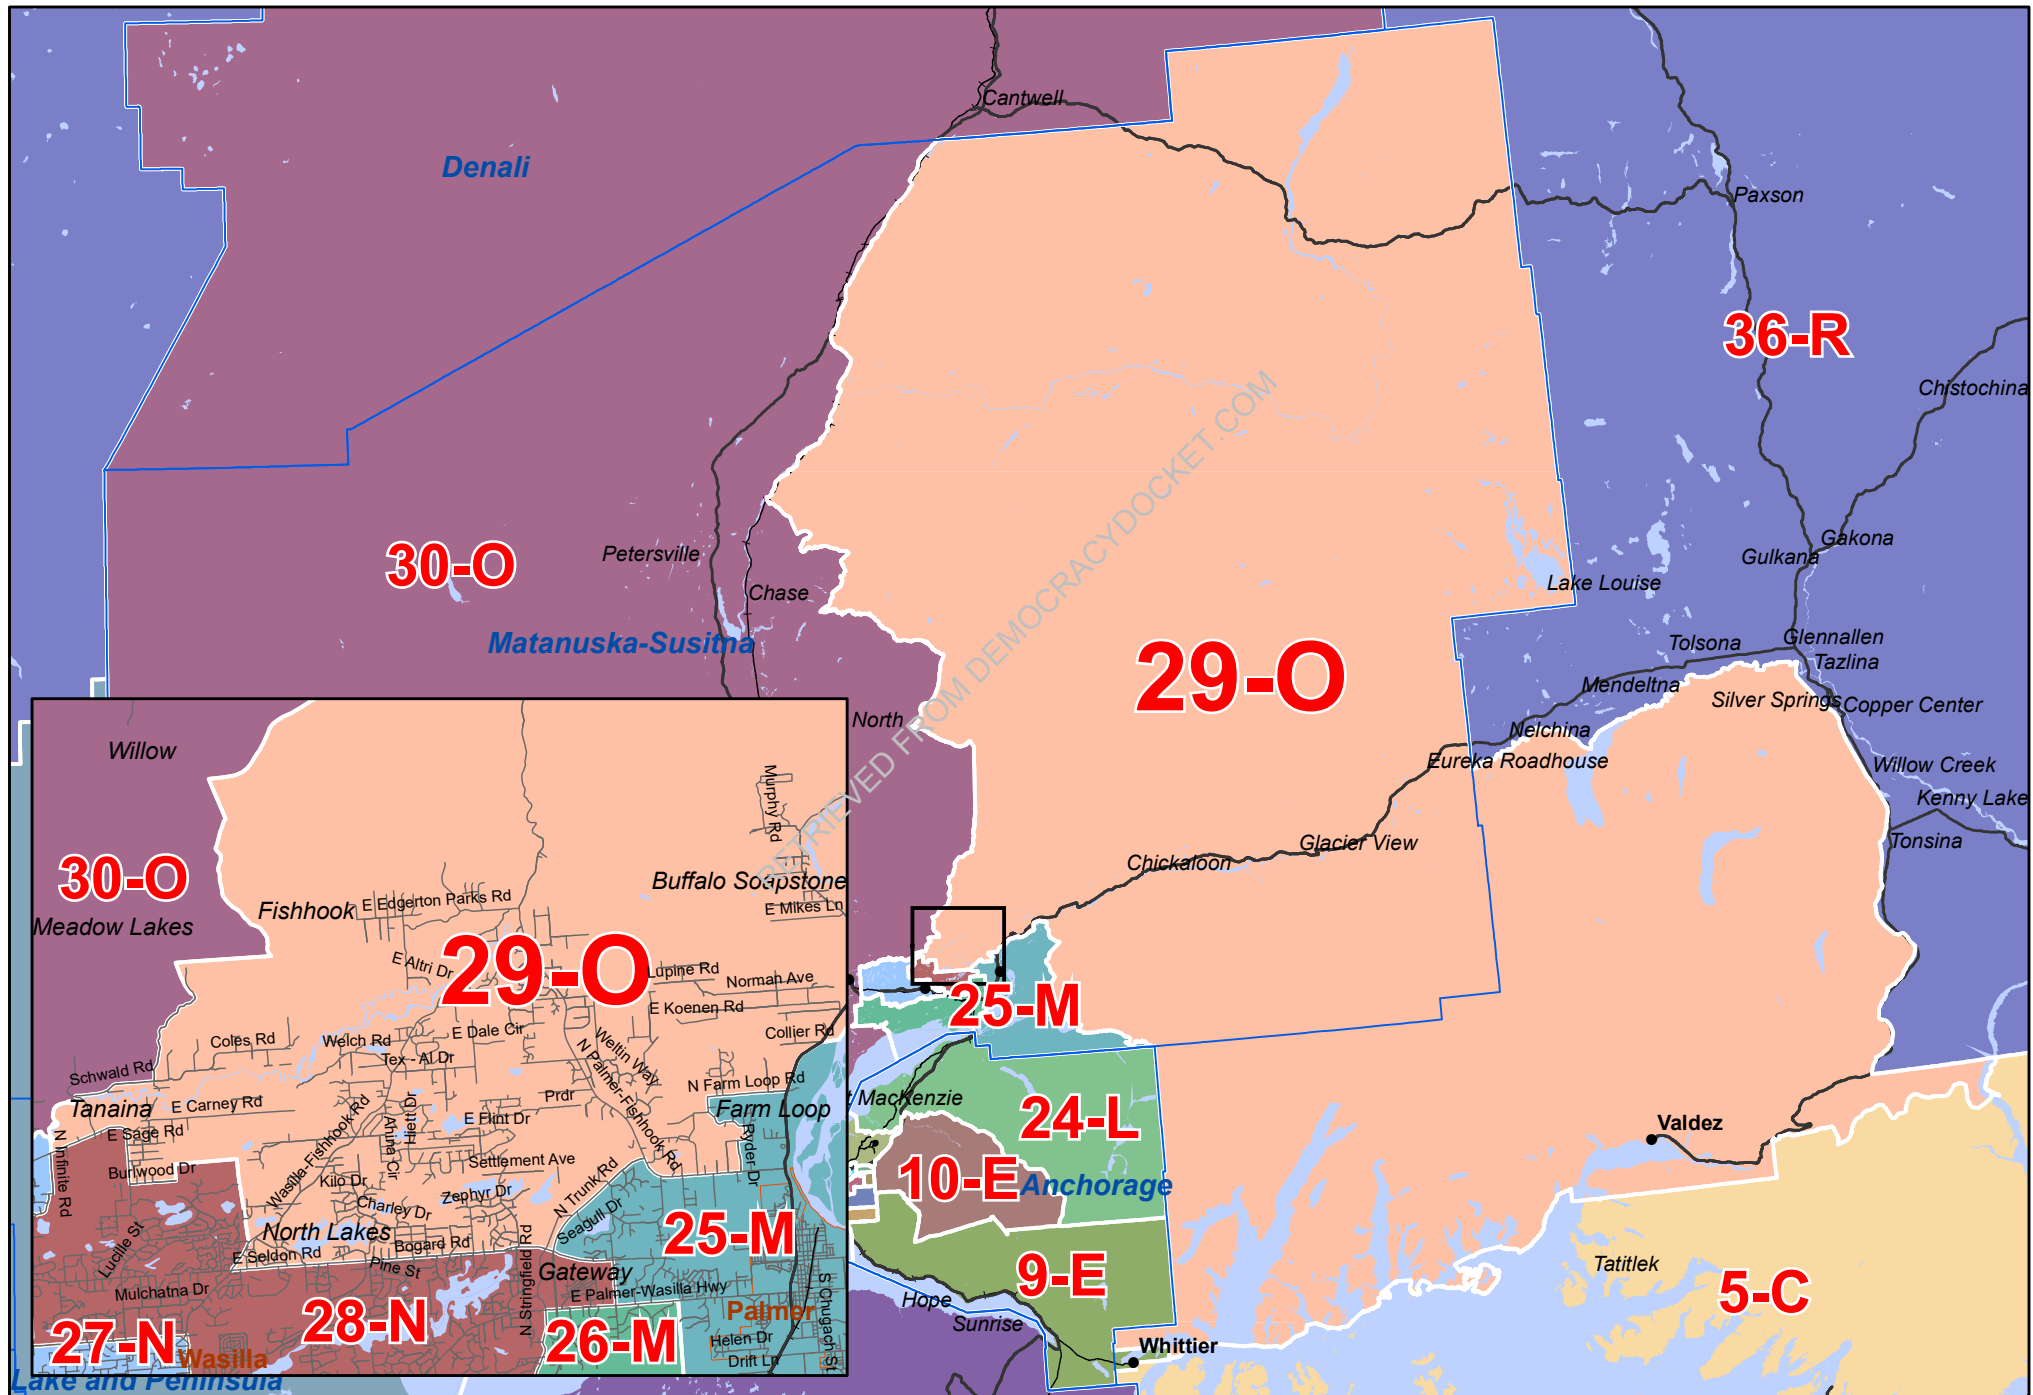 Cantwell
Denali
Paxson
36-R
Chistochina
30-O
Petersville
Chase
Gakona
Gulkana
Lake Louise
Matanuska-Susitna
29-O
Tolsona
Glennallen
Tazlina
Mendeltna
Silver Springs
Copper Center
North
Nelchina
Eureka Roadhouse
Willow Creek
Kenny Lake
Tonsina
Glacier View
Chickaloon
RETRIEVED FROM DEMOCRACYDOCKET.COM
25-M
t MacKenzie
24-L
Valdez
10-E
Anchorage
9-E
Tatitlek
5-C
Hope
Sunrise
Whittier
Lake and Peninsula
Willow
Murphy Rd
30-O
Meadow Lakes
Buffalo Soapstone
Fishhook
E Edgerton Parks Rd
E Mikes Ln
29-O
E Altri Dr
Lupine Rd
Norman Ave
E Koenen Rd
Collier Rd
Coles Rd
Welch Rd
E Dale Cir
Tex - Al Dr
Weltin Way
N Palmer-Fishhook Rd
Schwald Rd
N Farm Loop Rd
Tanaina
E Carney Rd
Prdr
Farm Loop
E Sage Rd
Hiett Dr
E Flint Dr
Wasilla-Fishhook Rd
Ahina Cir
Ryder Dr
N Infinite Rd
Burlwood Dr
Settlement Ave
Kilo Dr
Zephyr Dr
N Trunk Rd
Charley Dr
Seagull Dr
North Lakes
25-M
Lucille St
E Seldon Rd
Bogard Rd
Pine St
N Stringfield Rd
Gateway
Mulchatna Dr
E Palmer-Wasilla Hwy
S Chugach St
Palmer
28-N
27-N
Wasilla
26-M
Helen Dr
Drift Ln